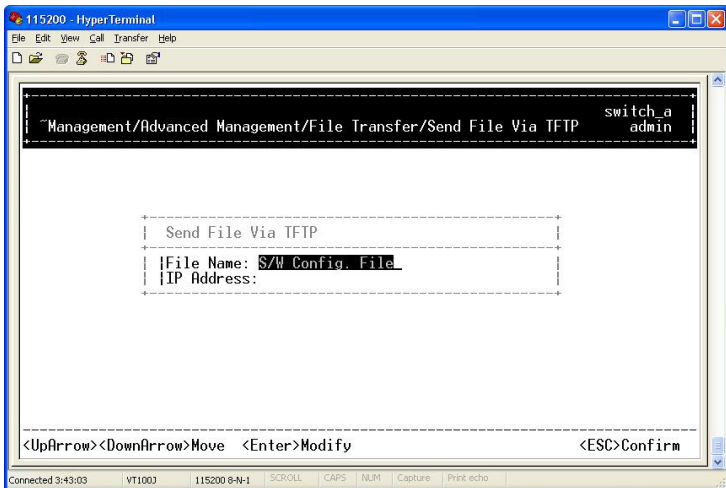 115200 - HyperTerminal
File Edit View Call Transfer Help
switch_a
~Management/Advanced Management/File Transfer/Send File Via TFTP admin
Send File Via TFTP
File Name: S/W Config. File_
IP Address:
<UpArrow><DownArrow>Move <Enter>Modify <ESC>Confirm
Connected 3:43:03 VT100J 115200 8-N-1 SCROLL CAPS NUM Capture Print echo